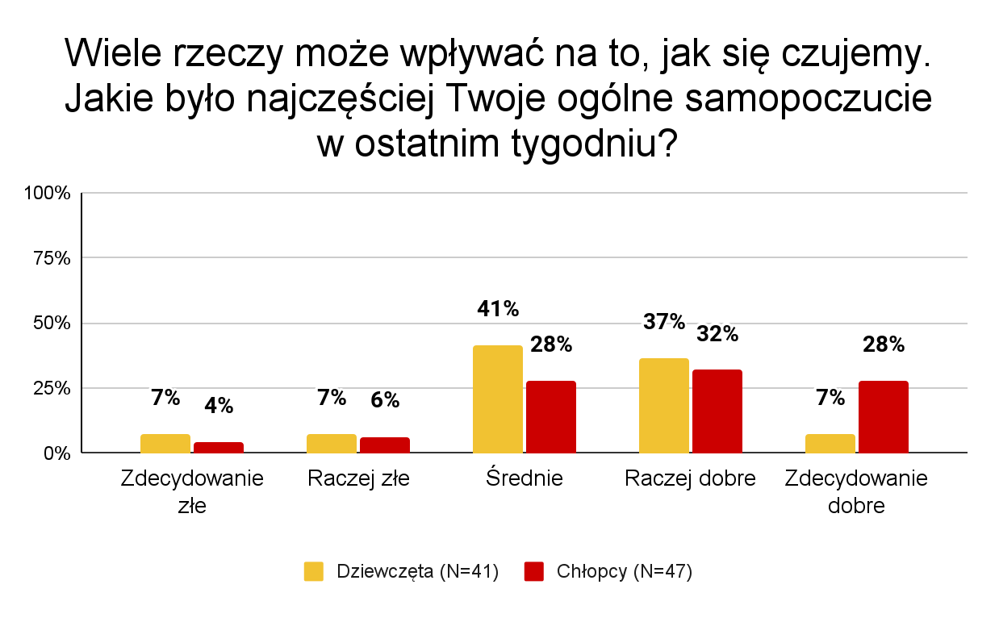 Wiele rzeczy może wpływać na to, jak się czujemy.
Jakie było najczęściej Twoje ogólne samopoczucie
w ostatnim tygodniu?
100%
75%
50%
25%
0%
7%
4%
7%
6%
41%
28%
37%
32%
7%
28%
Zdecydowanie
złe
Raczej złe
Średnie
Raczej dobre
Zdecydowanie
dobre
Dziewczęta (N=41)
Chłopcy (N=47)